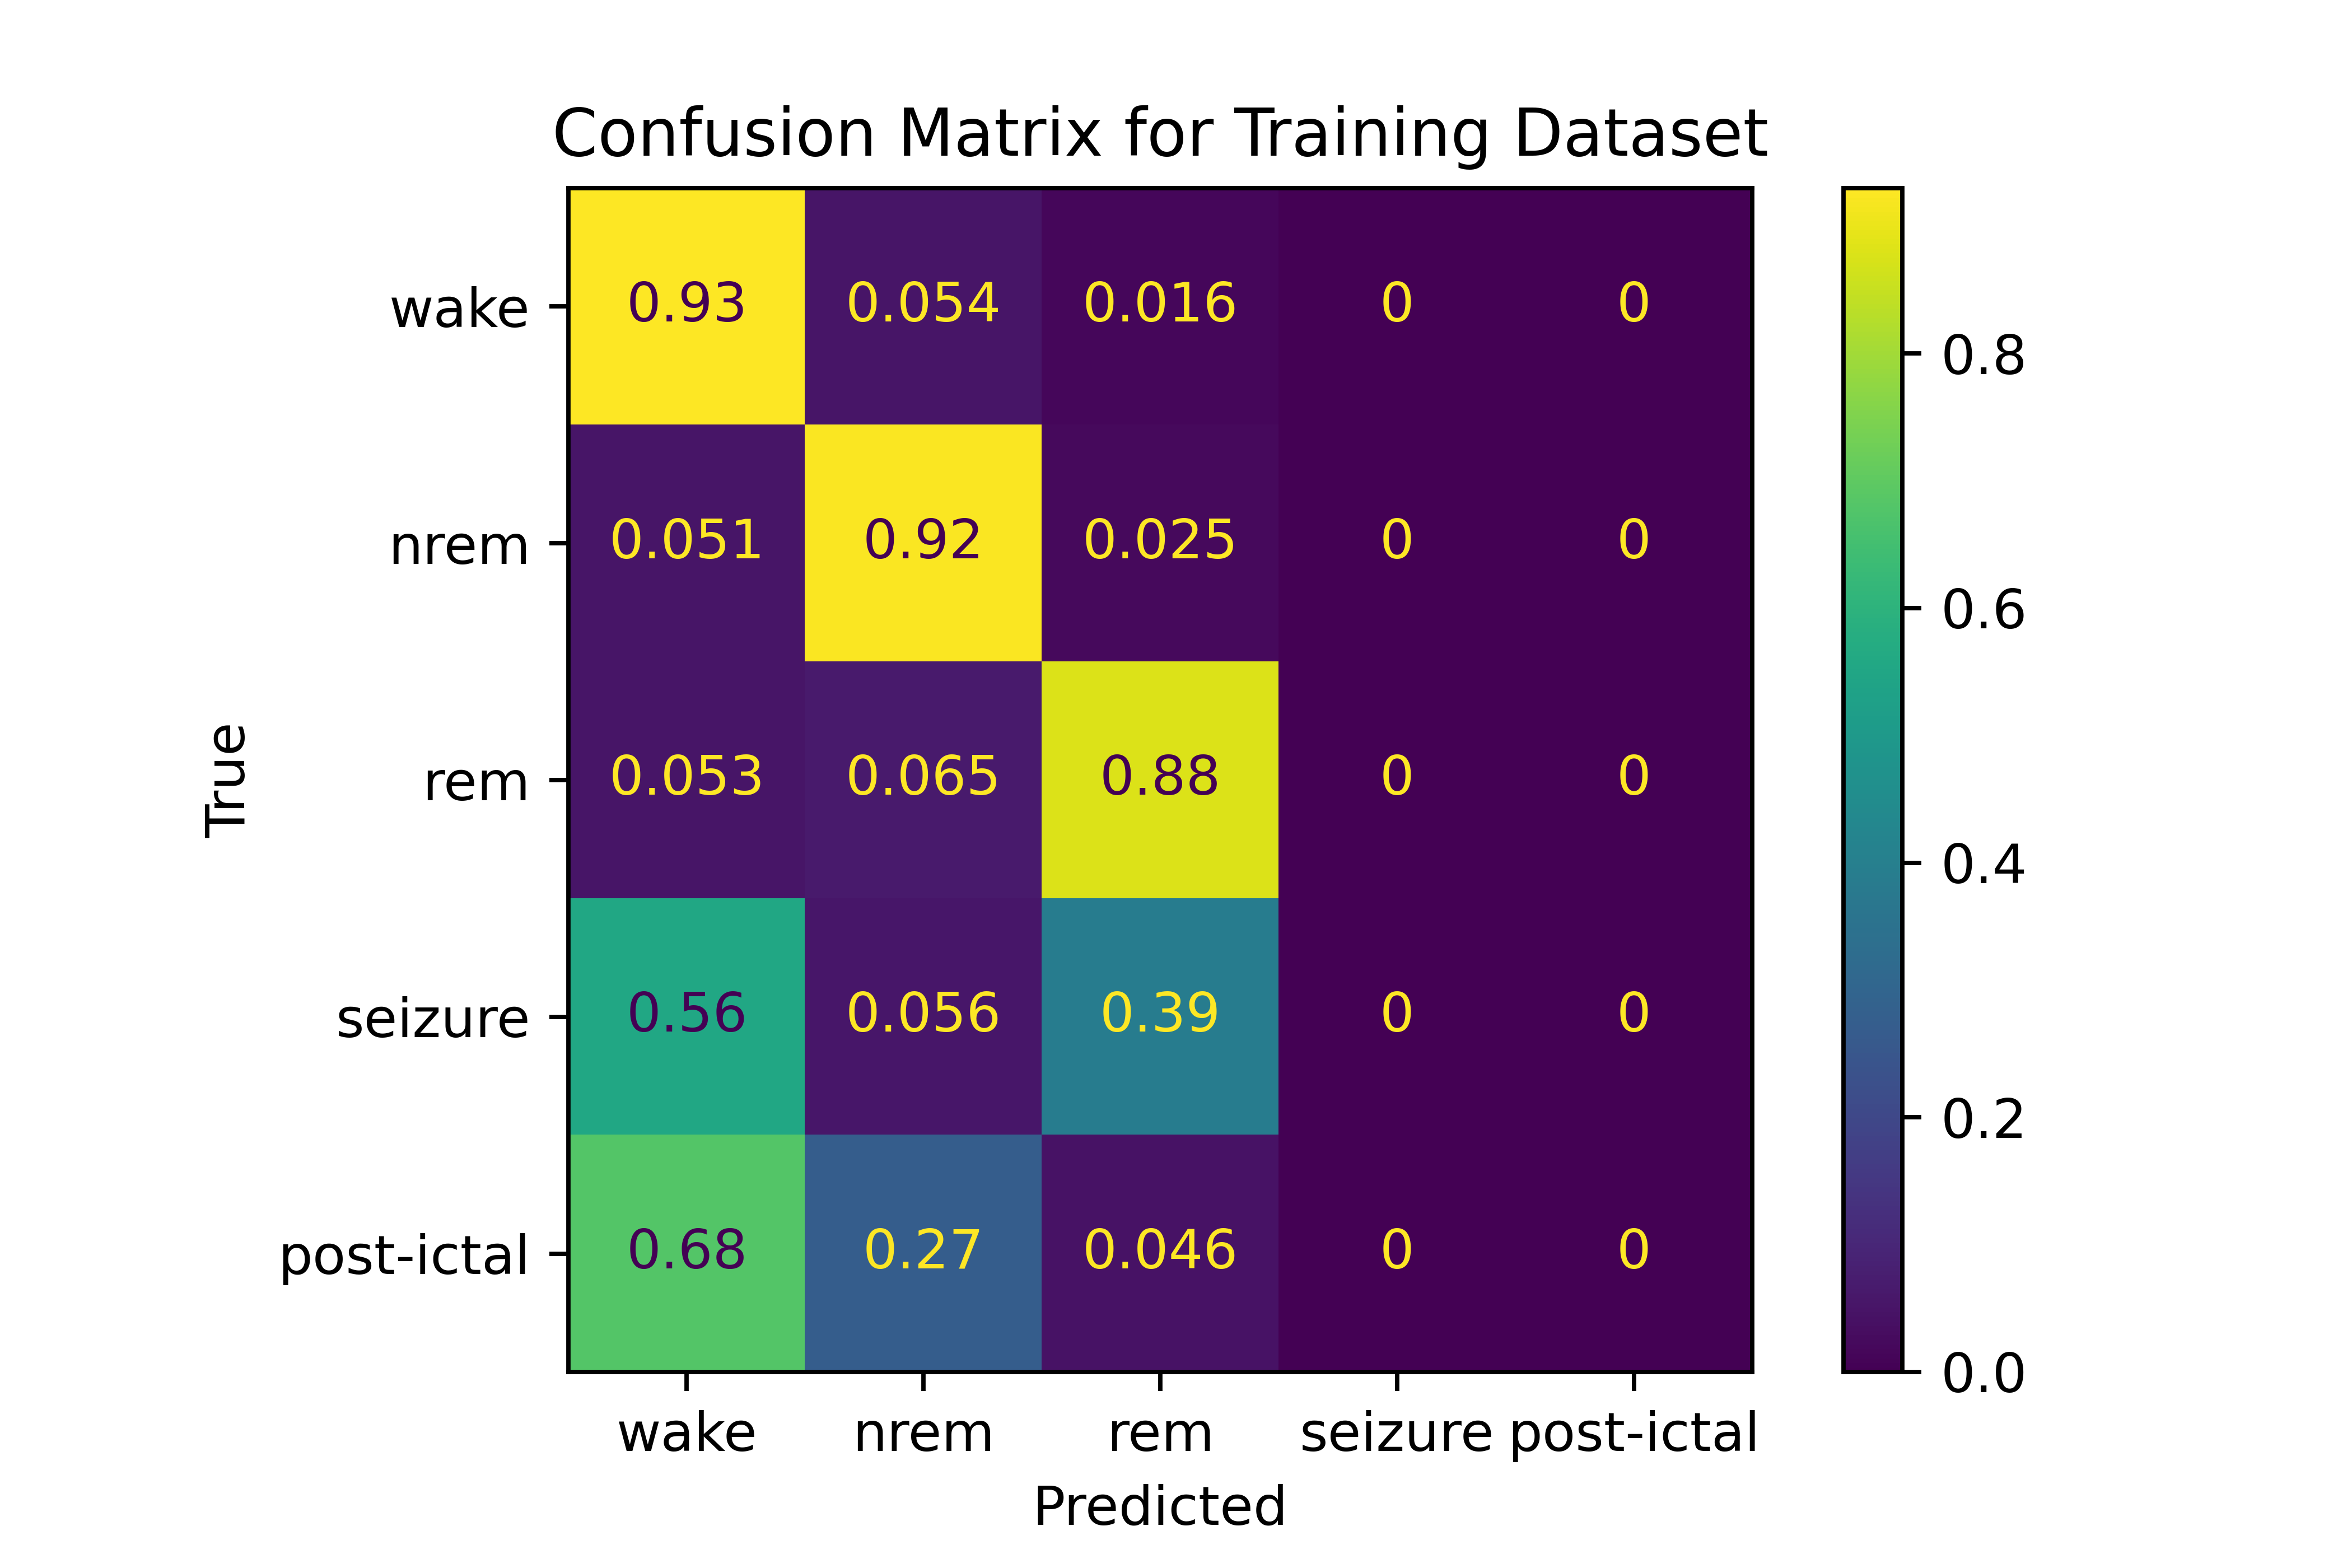 Confusion Matrix for Training Dataset
wake 0.93 0.054 0.016 0 0
0.8
nrem 0.051 0.92 0.025 0 0
0.6
rem 0.053 0.065 0.88 0 0
True
0.4
seizure 0.56 0.056 0.39 0 0
0.2
post-ictal 0.68 0.27 0.046 0 0
0.0
wake nrem rem seizure post-ictal
Predicted